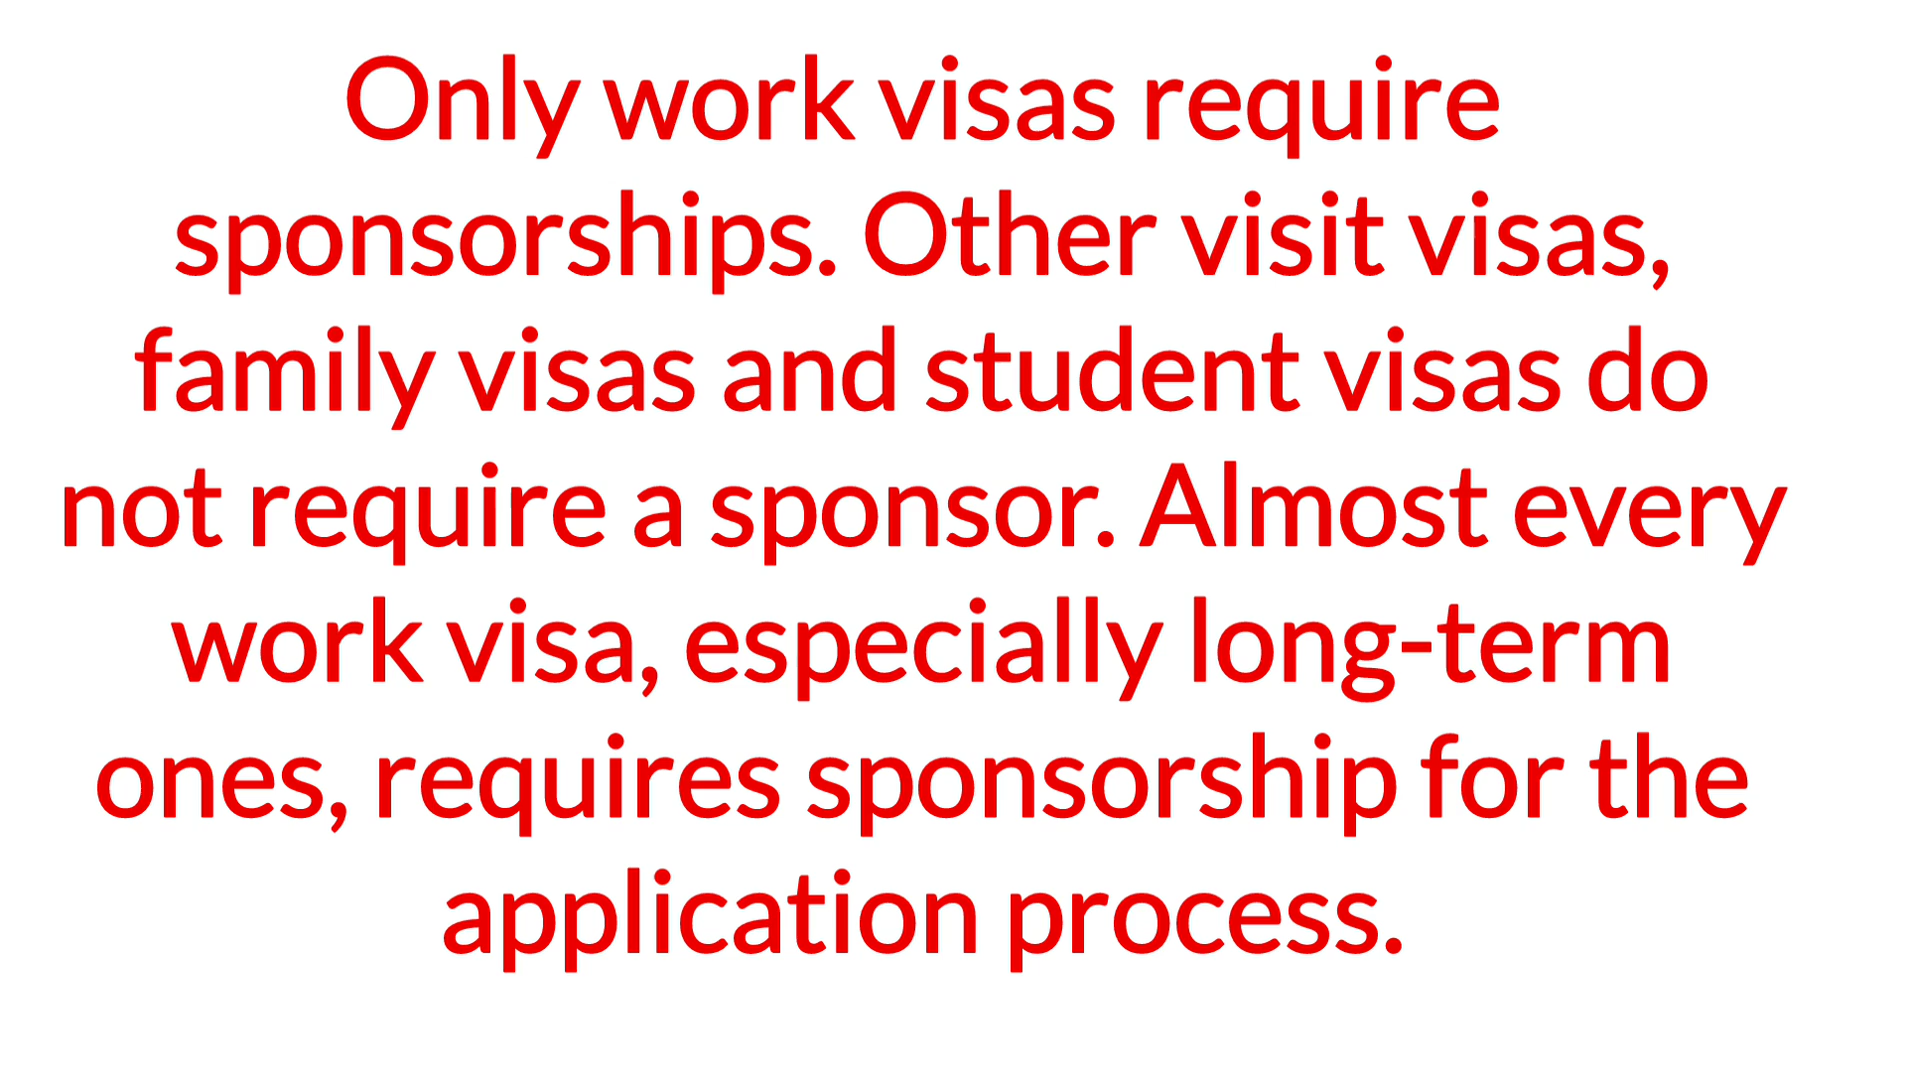 Only work visas require
sponsorships. Other visit visas,
family visas and student visas do
not require a sponsor. Almost every
work visa, especially long-term
ones, requires sponsorship for the
application process.